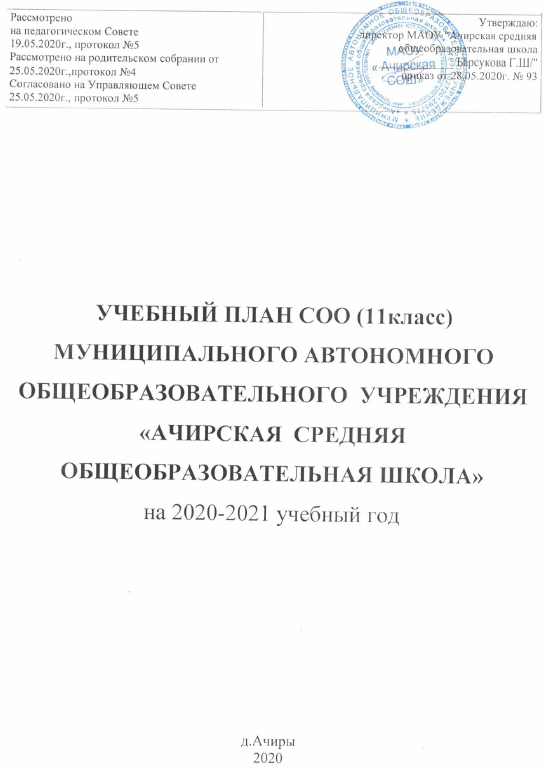 Рассмотрено
на педагогическом Совете
19.05.2020г., протокол №5
Рассмотрено на родительском собрании от
25.05.2020г.,протокол №4
Согласовано на Управляющем Совете
25.05.2020г., протокол №5
Утверждаю:
Директор МАОУ "Ачирская средняя
общеобразовательная школа
/Барсукова Г.Ш/"
приказ от 28.05.2020г. № 93
МАОУ
« Ачирская
СОШ»
УЧЕБНЫЙ ПЛАН СОО (11класс)
МУНИЦИПАЛЬНОГО АВТОНОМНОГО
ОБЩЕОБРАЗОВАТЕЛЬНОГО УЧРЕЖДЕНИЯ
«АЧИРСКАЯ СРЕДНЯЯ
ОБЩЕОБРАЗОВАТЕЛЬНАЯ ШКОЛА»
на 2020-2021 учебный год
д.Ачиры
2020